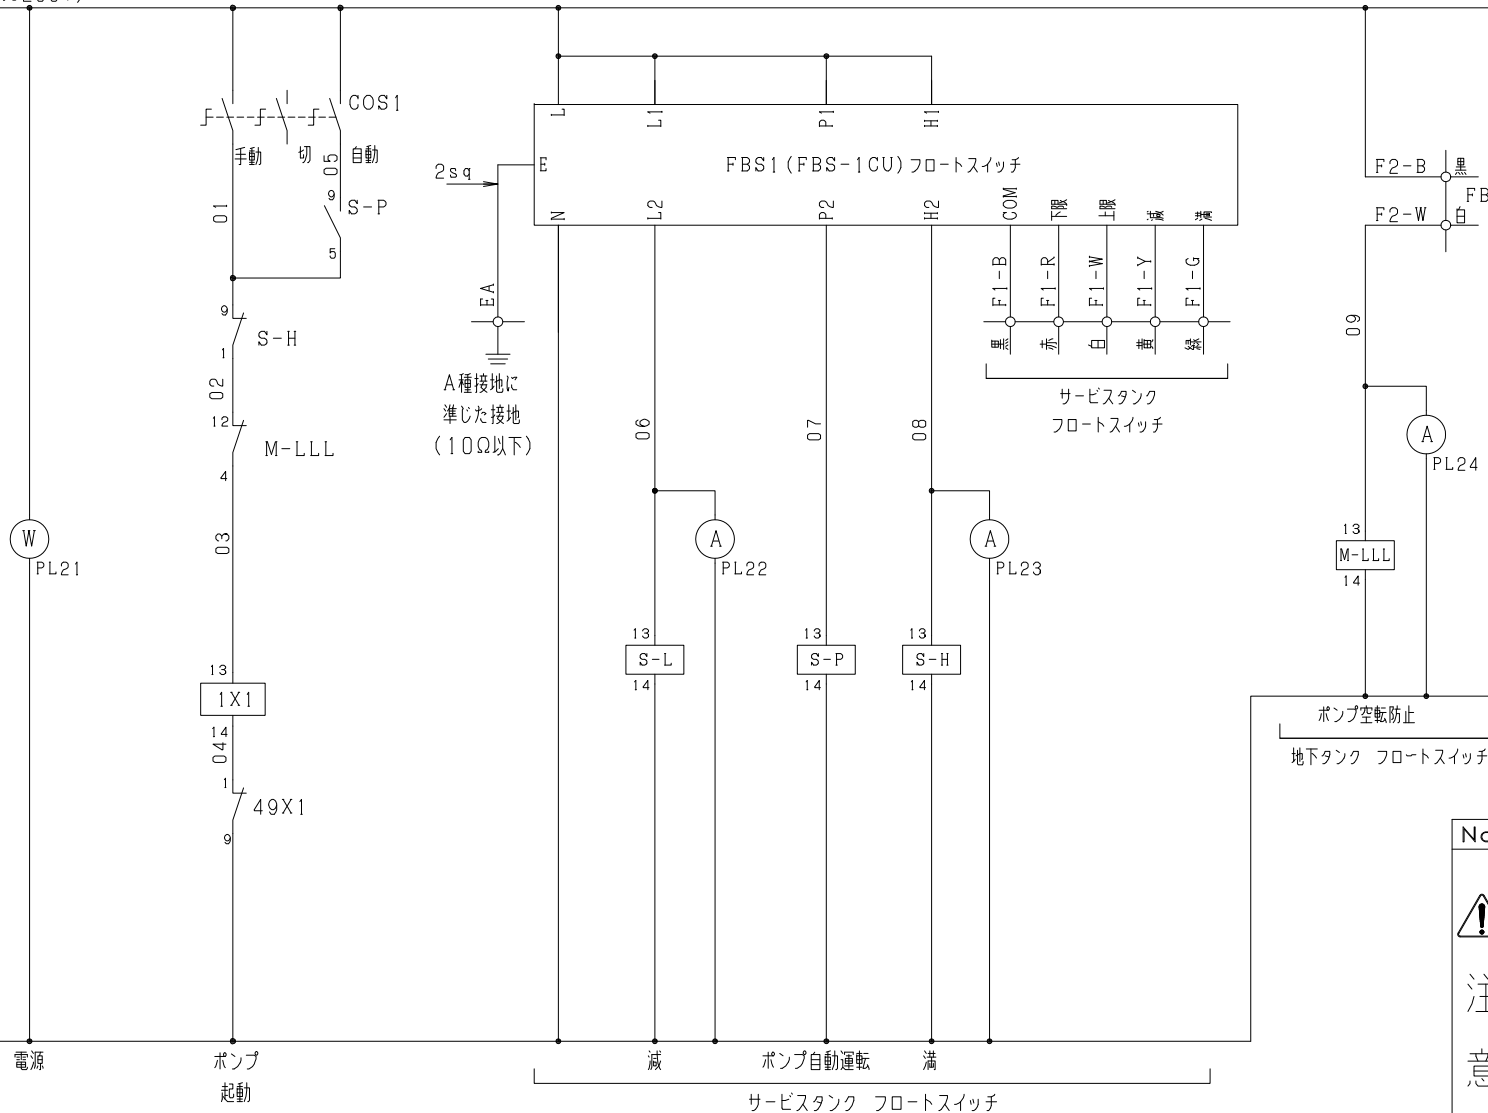 COS1
手動
切
05
自動
9
S-P
01
5
9
S-H
1
02
12
M-LLL
4
W
PL21
03
13
1X1
14
04
1
49X1
9
電源
ポンプ
起動
L
L1
P1
H1
2sq
E
FBS1(FBS-1CU)フロートスイッチ
N
L2
P2
H2
COM
下限
上限
減
満
EA
F1-B
F1-R
F1-W
F1-Y
F1-G
黒
赤
白
黄
緑
A種接地に
準じた接地
(10Ω以下)
サービスタンク
フロートスイッチ
06
07
08
A
PL22
A
PL23
13
S-L
14
13
S-P
14
13
S-H
14
減
ポンプ自動運転
満
サービスタンク フロートスイッチ
F2-B
黒
FB
F2-W
白
09
A
PL24
13
M-LLL
14
ポンプ空転防止
地下タンク フロートスイッチ
注
意